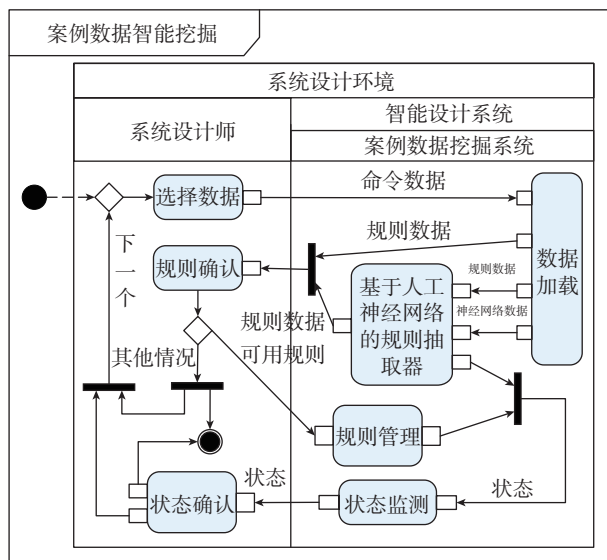 案例数据智能挖掘
系统设计环境
系统设计师
智能设计系统
案例数据挖掘系统
选择数据
命令数据
规则数据
下一个
规则确认
数据
加载
规则数据
基于人工
神经网络
的规则抽
取器
神经网络数据
规则数据
可用规则
其他情况
规则管理
状态
状态确认
状态监测
状态